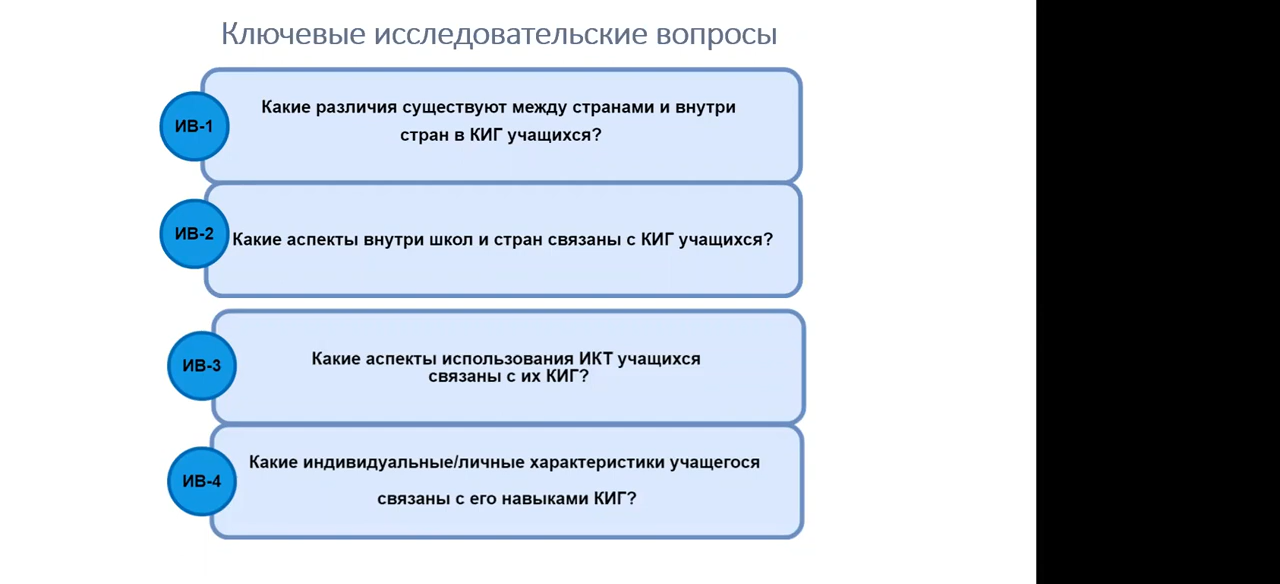 Ключевые исследовательские вопросы
ИВ-1
Какие различия существуют между странами и внутри
стран в КИГ учащихся?
ИВ-2
Какие аспекты внутри школ и стран связаны с КИГ учащихся?
ИВ-3
Какие аспекты использования ИКТ учащихся
связаны с их КИГ?
ИВ-4
Какие индивидуальные/личные характеристики учащегося
связаны с его навыками КИГ?